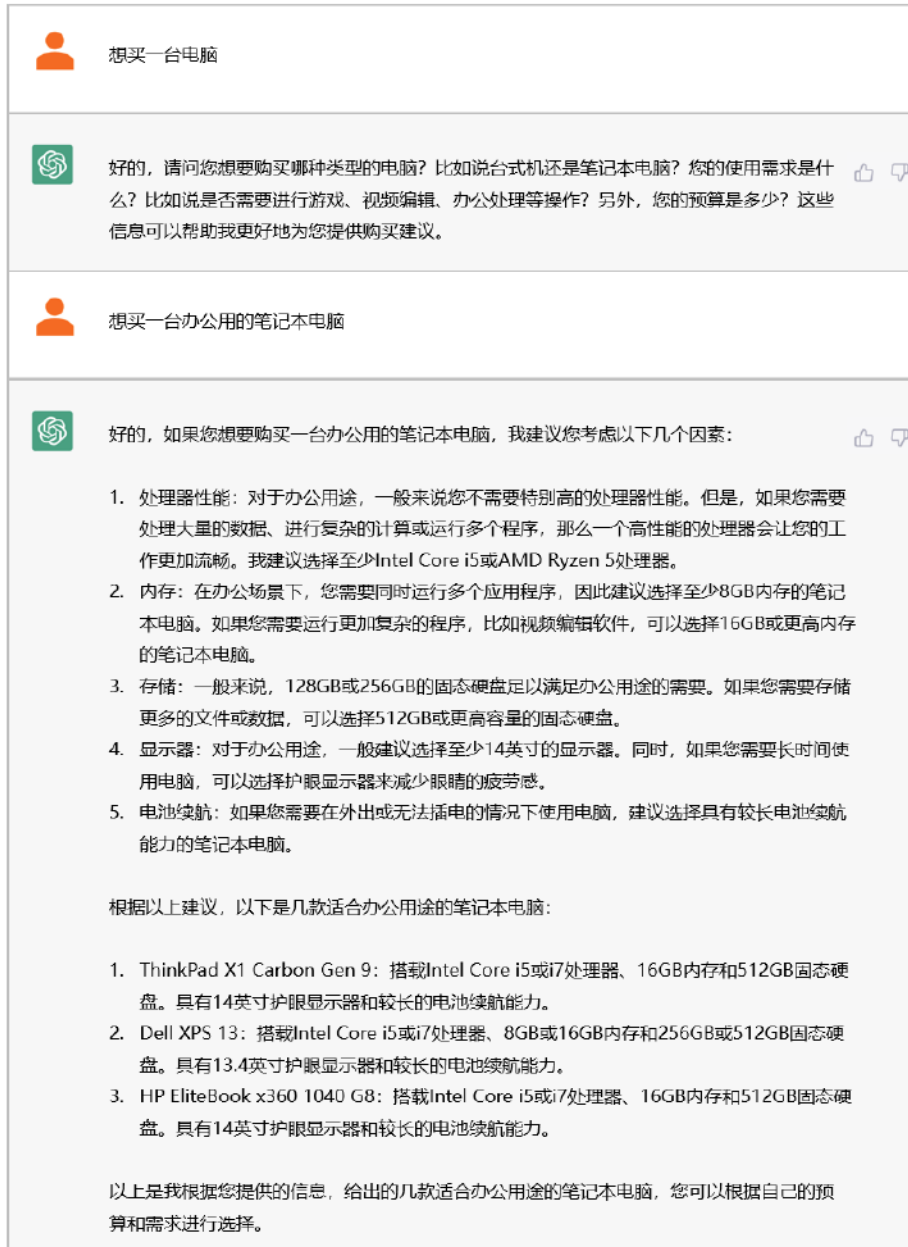 想买一台电脑
好的，请问您想要购买哪种类型的电脑？比如说台式机还是笔记本电脑？您的使用需求是什
么？比如说是否需要进行游戏、视频编辑、办公处理等操作？另外，您的预算是多少？这些
信息可以帮助我更好地为您提供购买建议。
想买一台办公用的笔记本电脑
好的，如果您想要购买一台办公用的笔记本电脑，我建议您考虑以下几个因素：
1. 处理器性能：对于办公用途，一般来说您不需要特别高的处理器性能。但是，如果您需要
处理大量的数据、进行复杂的计算或运行多个程序，那么一个高性能的处理器会让您的工
作更加流畅。我建议选择至少Intel Core i5或AMD Ryzen 5处理器。
2. 内存：在办公场景下，您需要同时运行多个应用程序，因此建议选择至少8GB内存的笔记
本电脑。如果您需要运行更加复杂的程序，比如视频编辑软件，可以选择16GB或更高内存
的笔记本电脑。
3. 存储：一般来说，128GB或256GB的固态硬盘足以满足办公用途的需要。如果您需要存储
更多的文件或数据，可以选择512GB或更高容量的固态硬盘。
4. 显示器：对于办公用途，一般建议选择至少14英寸的显示器。同时，如果您需要长时间使
用电脑，可以选择护眼显示器来减少眼睛的疲劳感。
5. 电池续航：如果您需要在外出或无法插电的情况下使用电脑，建议选择具有较长电池续航
能力的笔记本电脑。
根据以上建议，以下是几款适合办公用途的笔记本电脑：
1. ThinkPad X1 Carbon Gen 9：搭载Intel Core i5或i7处理器、16GB内存和512GB固态硬
盘。具有14英寸护眼显示器和较长的电池续航能力。
2. Dell XPS 13：搭载Intel Core i5或i7处理器、8GB或16GB内存和256GB或512GB固态硬
盘。具有13.4英寸护眼显示器和较长的电池续航能力。
3. HP EliteBook x360 1040 G8：搭载Intel Core i5或i7处理器、16GB内存和512GB固态硬
盘。具有14英寸护眼显示器和较长的电池续航能力。
以上是我根据您提供的信息，给出的几款适合办公用途的笔记本电脑，您可以根据自己的预
算和需求进行选择。